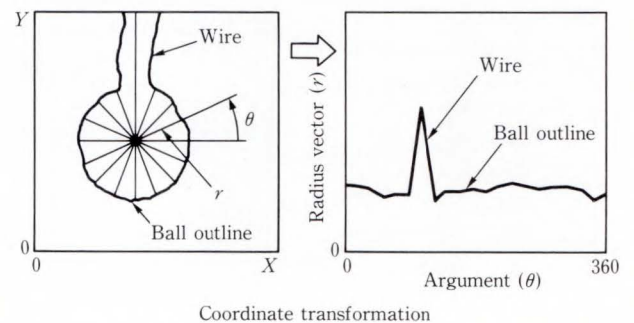 Y
Wire
θ
r
Ball outline
0
0
X
Radius vector (r)
Wire
Ball outline
0
0
360
Argument (θ)
Coordinate transformation